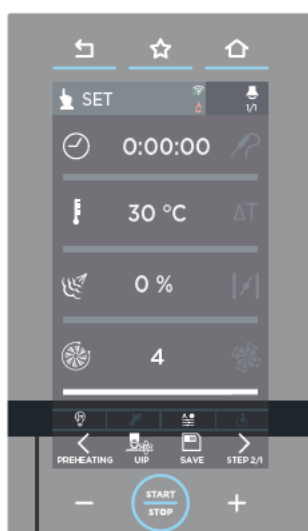 SET 1/1
0:00:00
30 °C ΔT
0 %
4
PREHEATING UIP SAVE STEP 2/1
− START +
STOP